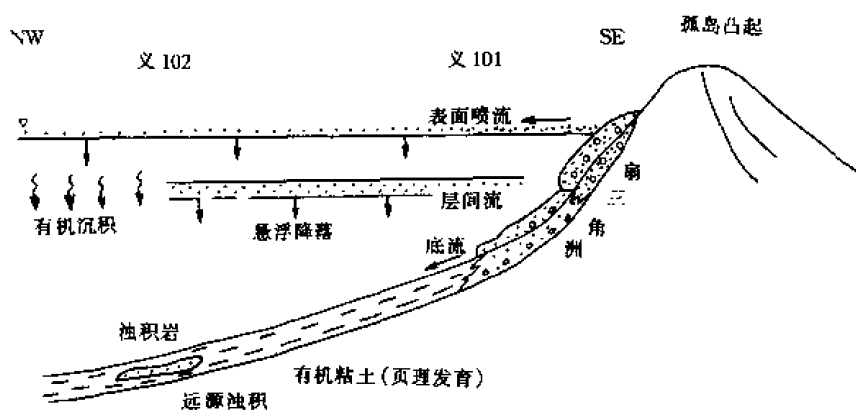 NW
SE
孤岛凸起
义 102
义 101
表面喷流
扇三角洲
有机沉积
悬浮降落
层间流
底流
浊积岩
有机粘土(页理发育)
远源浊积